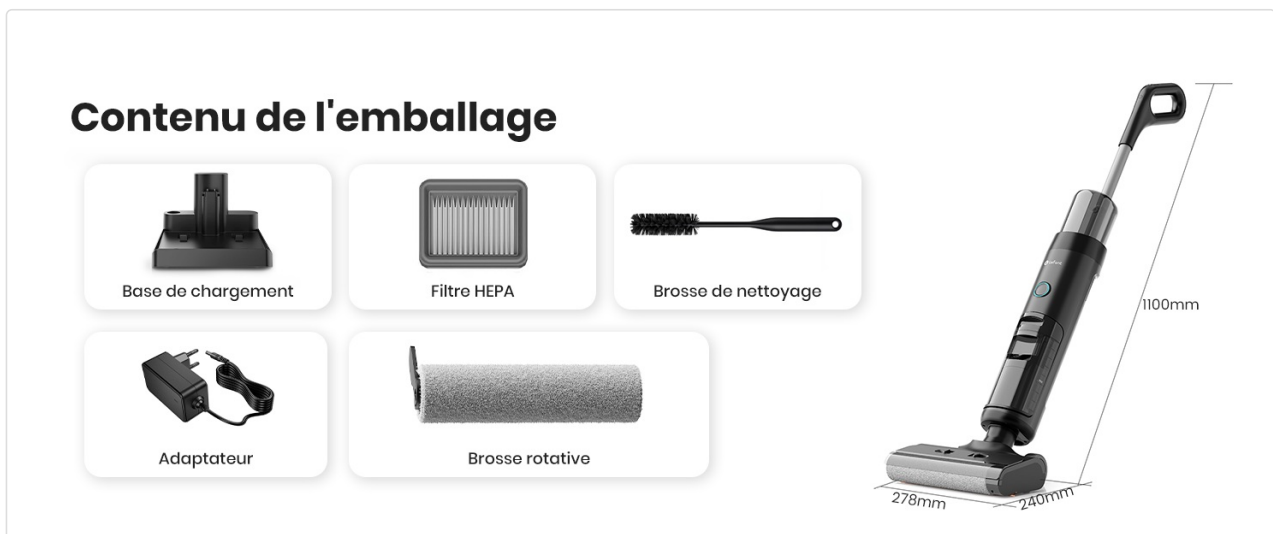 Contenu de l'emballage
Base de chargement
Filtre HEPA
Brosse de nettoyage
Adaptateur
Brosse rotative
1100mm
278mm
240mm